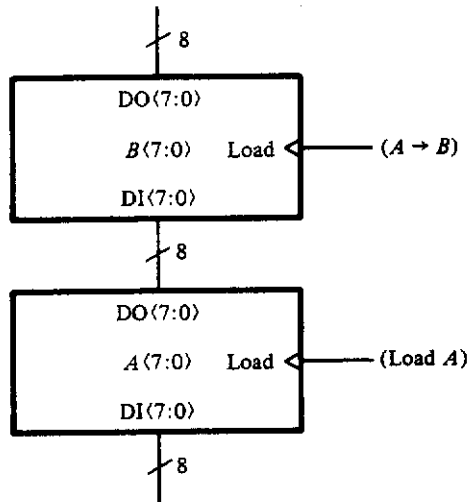 8
DO⟨7:0⟩
B⟨7:0⟩ Load (A → B)
DI⟨7:0⟩
8
DO⟨7:0⟩
A⟨7:0⟩ Load (Load A)
DI⟨7:0⟩
8